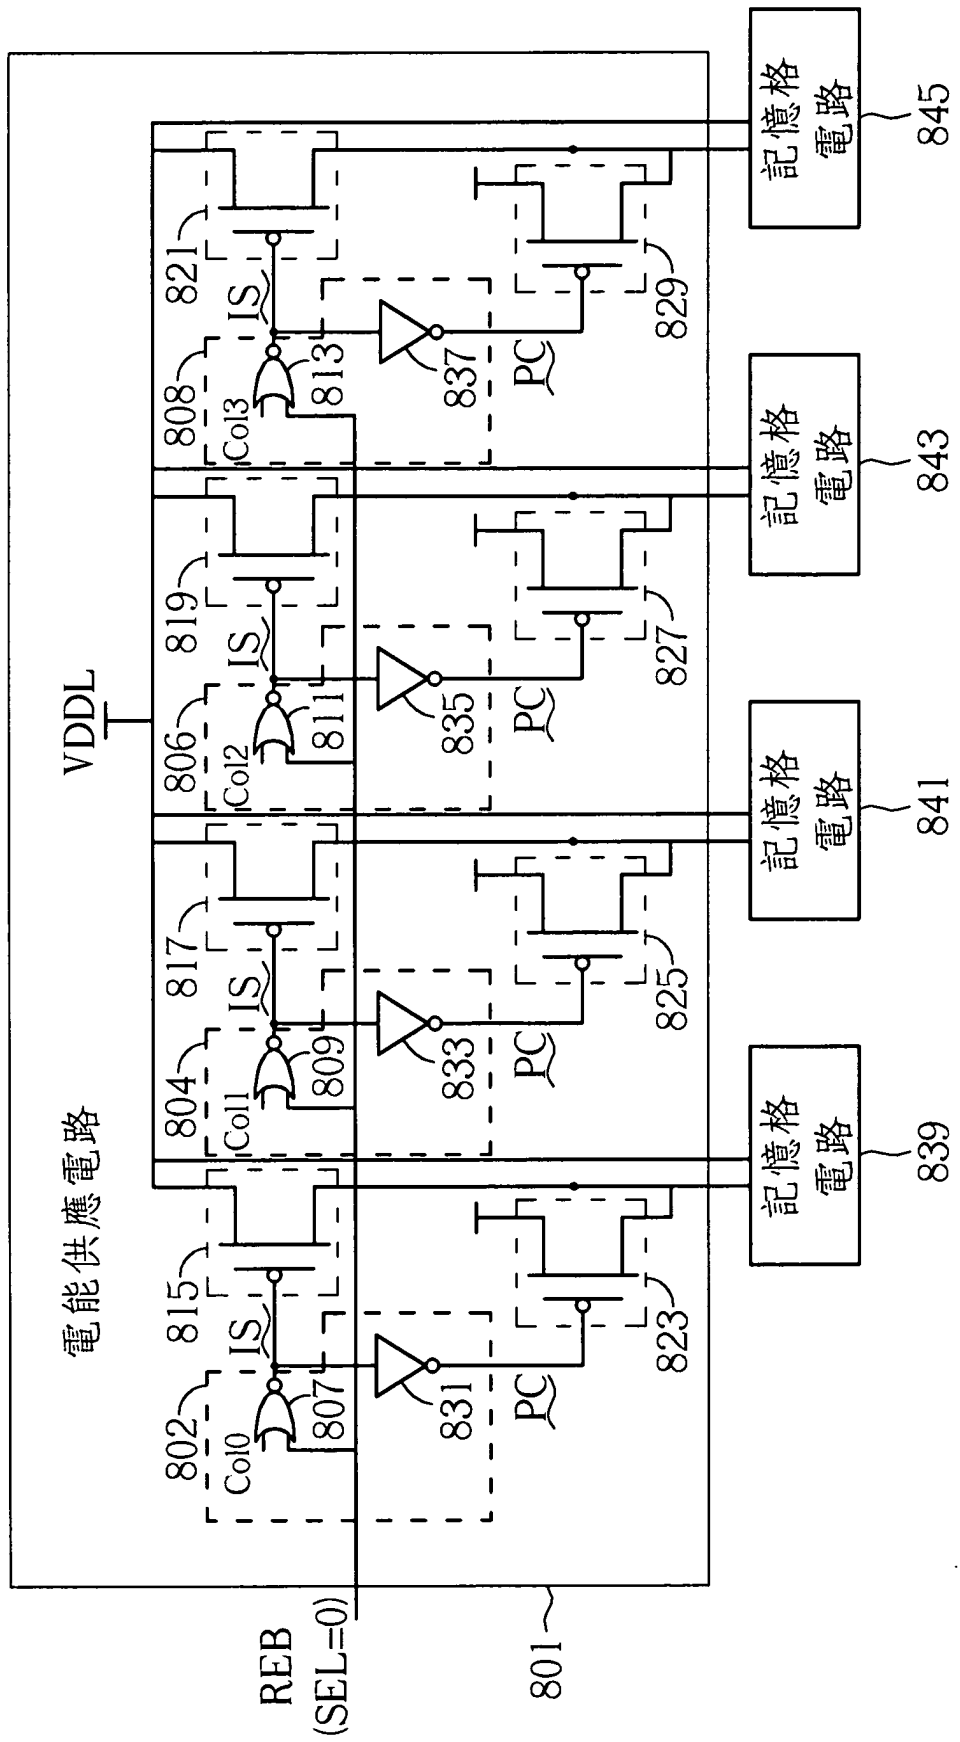 電能供應電路
VDDL
802
804
806
808
815
817
819
821
IS
IS
IS
IS
Col0
Col1
Col2
Col3
807
809
811
813
REB
(SEL=0)
831
833
835
837
PC
PC
PC
PC
823
825
827
829
801
記憶格
電路
記憶格
電路
記憶格
電路
記憶格
電路
839
841
843
845